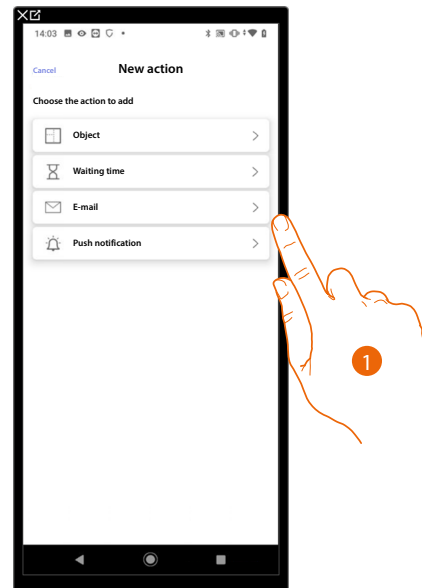 14:03
Cancel New action
Choose the action to add
Object
Waiting time
E-mail
Push notification
1